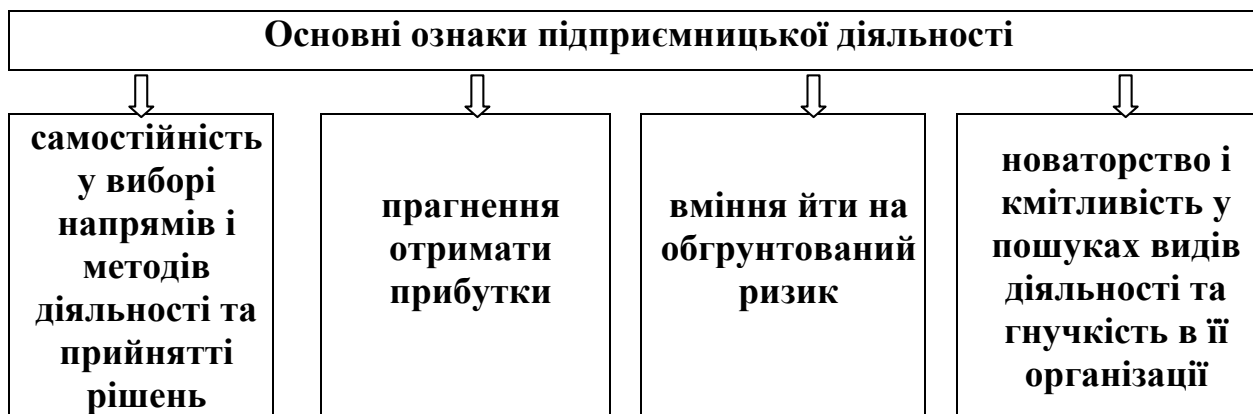 Основні ознаки підприємницької діяльності
самостійність
у виборі
напрямів і
методів
діяльності та
прийнятті
рішень
прагнення
отримати
прибутки
вміння йти на
обгрунтований
ризик
новаторство і
кмітливість у
пошуках видів
діяльності та
гнучкість в її
організації